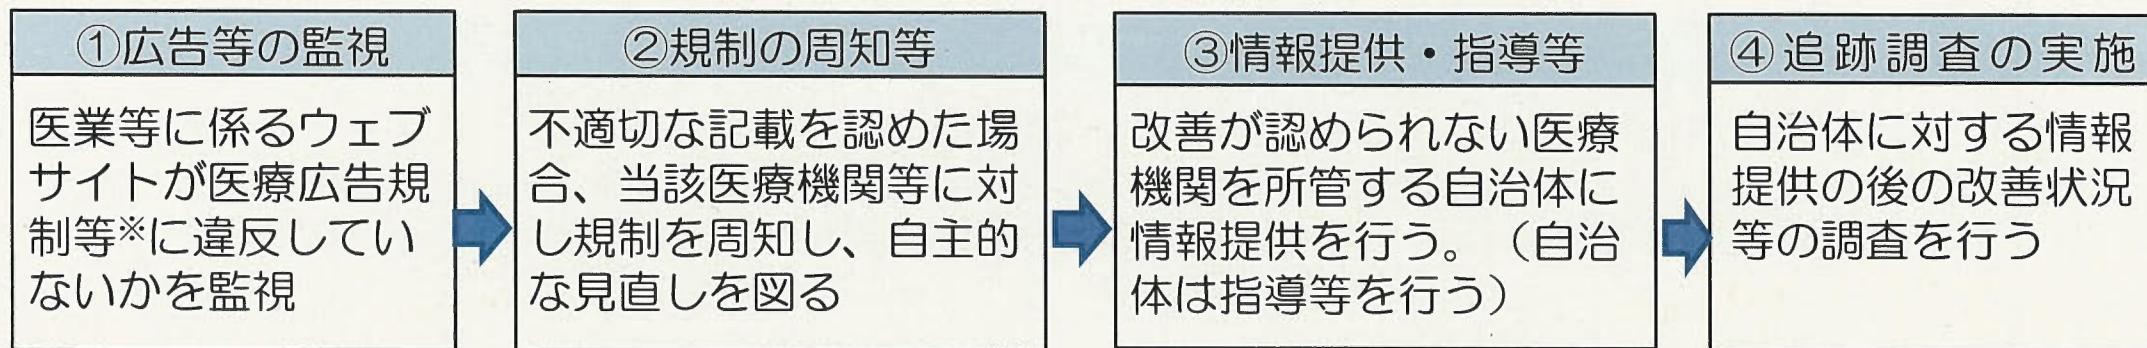 ①広告等の監視
医業等に係るウェブ
サイトが医療広告規
制等※に違反してい
ないかを監視
②規制の周知等
不適切な記載を認めた場
合、当該医療機関等に対
し規制を周知し、自主的
な見直しを図る
③情報提供・指導等
改善が認められない医療
機関を所管する自治体に
情報提供を行う。（自治
体は指導等を行う）
④追跡調査の実施
自治体に対する情報
提供の後の改善状況
等の調査を行う